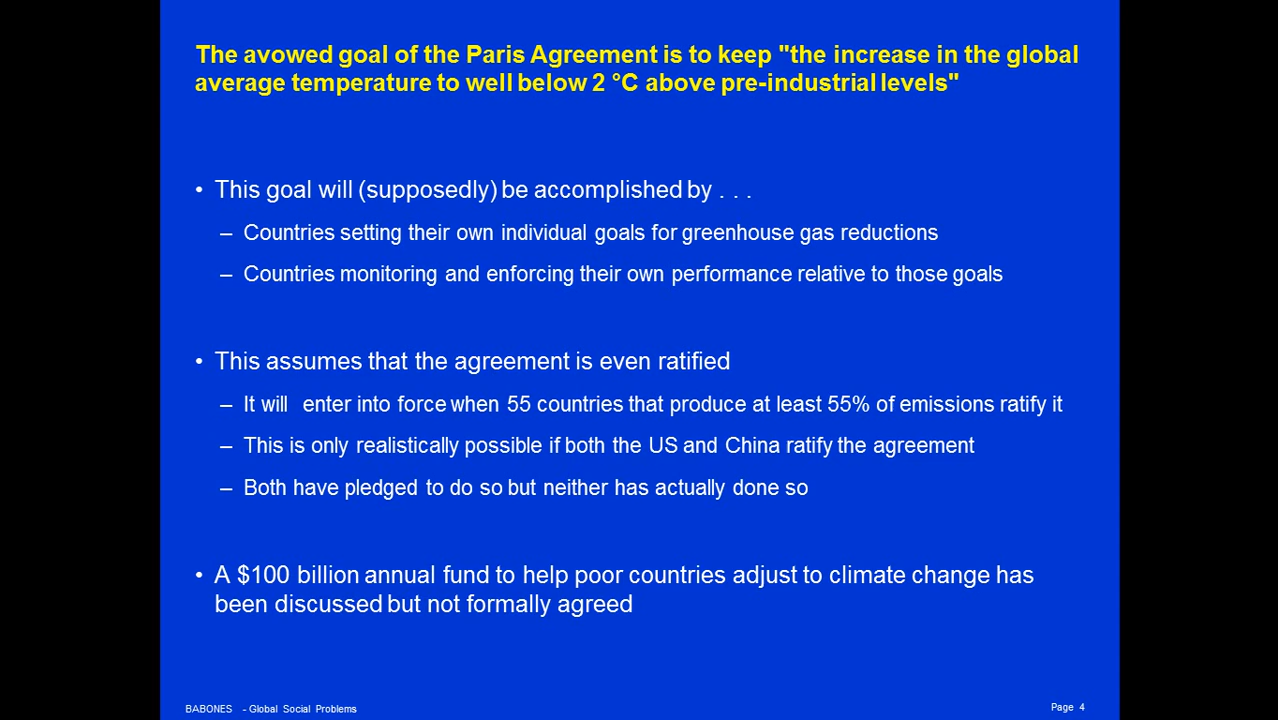 The avowed goal of the Paris Agreement is to keep "the increase in the global
average temperature to well below 2 °C above pre-industrial levels"
• This goal will (supposedly) be accomplished by . . .
– Countries setting their own individual goals for greenhouse gas reductions
– Countries monitoring and enforcing their own performance relative to those goals
• This assumes that the agreement is even ratified
– It will enter into force when 55 countries that produce at least 55% of emissions ratify it
– This is only realistically possible if both the US and China ratify the agreement
– Both have pledged to do so but neither has actually done so
• A $100 billion annual fund to help poor countries adjust to climate change has
been discussed but not formally agreed
BABONES - Global Social Problems
Page 4